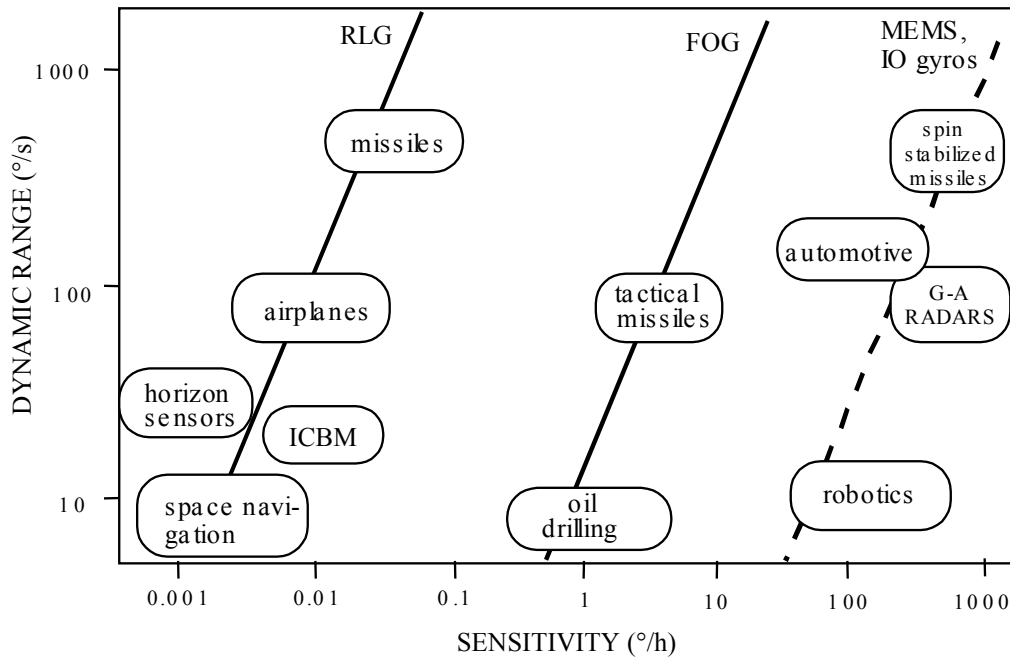 RLG
FOG
MEMS,
IO gyros
DYNAMIC RANGE (°/s)
1000
100
10
missiles
spin
stabilized
missiles
automotive
airplanes
tactical
missiles
G-A
RADARS
horizon
sensors
ICBM
space navi-
gation
oil
drilling
robotics
0.001
0.01
0.1
1
10
100
1000
SENSITIVITY (°/h)